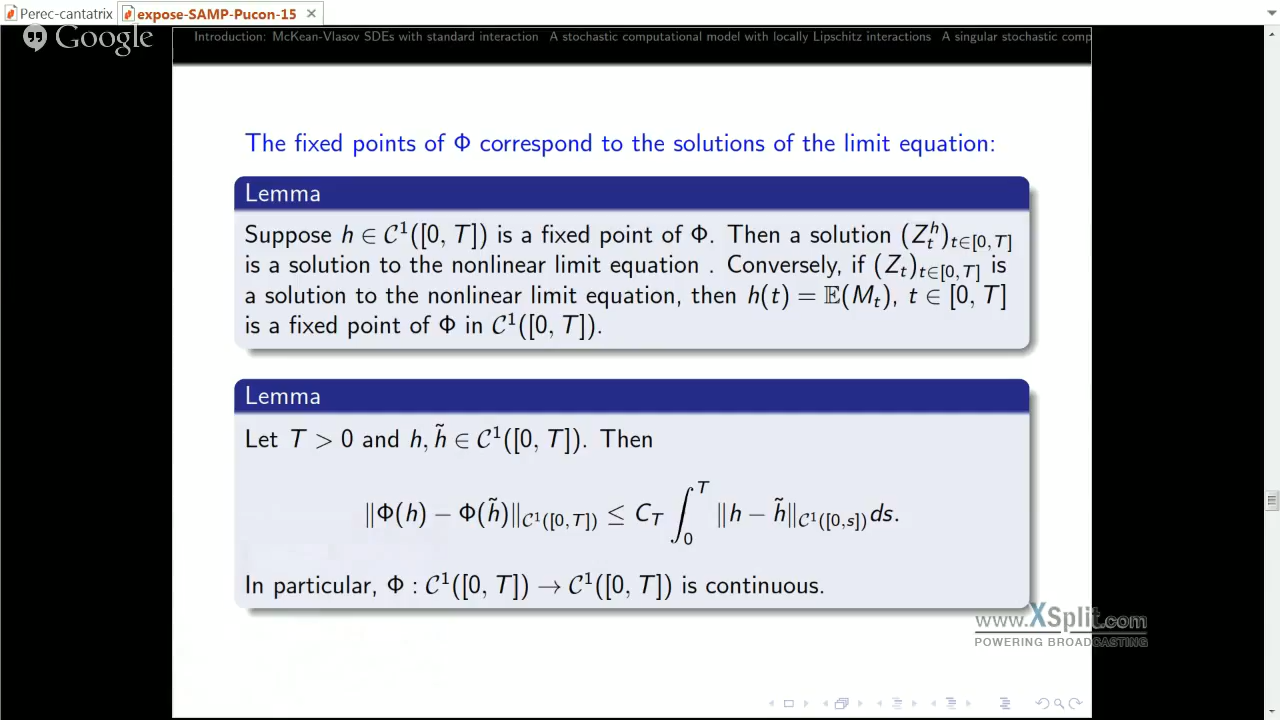 Perec-cantatrix
expose-SAMP-Pucon-15
Google
Introduction: McKean-Vlasov SDEs with standard interaction A stochastic computational model with locally Lipschitz interactions A singular stochastic comp
The fixed points of Φ correspond to the solutions of the limit equation:
Lemma
Suppose h ∈ C¹([0, T]) is a fixed point of Φ. Then a solution (Z_t^h)_{t∈[0,T]}
is a solution to the nonlinear limit equation . Conversely, if (Z_t)_{t∈[0,T]} is
a solution to the nonlinear limit equation, then h(t) = 𝔼(M_t), t ∈ [0, T]
is a fixed point of Φ in C¹([0, T]).
Lemma
Let T > 0 and h, h̃ ∈ C¹([0, T]). Then
‖Φ(h) − Φ(h̃)‖_{C¹([0,T])} ≤ C_T ∫_0^T ‖h − h̃‖_{C¹([0,s])} ds.
In particular, Φ : C¹([0, T]) → C¹([0, T]) is continuous.
www.XSplit.com
POWERING BROADCASTING